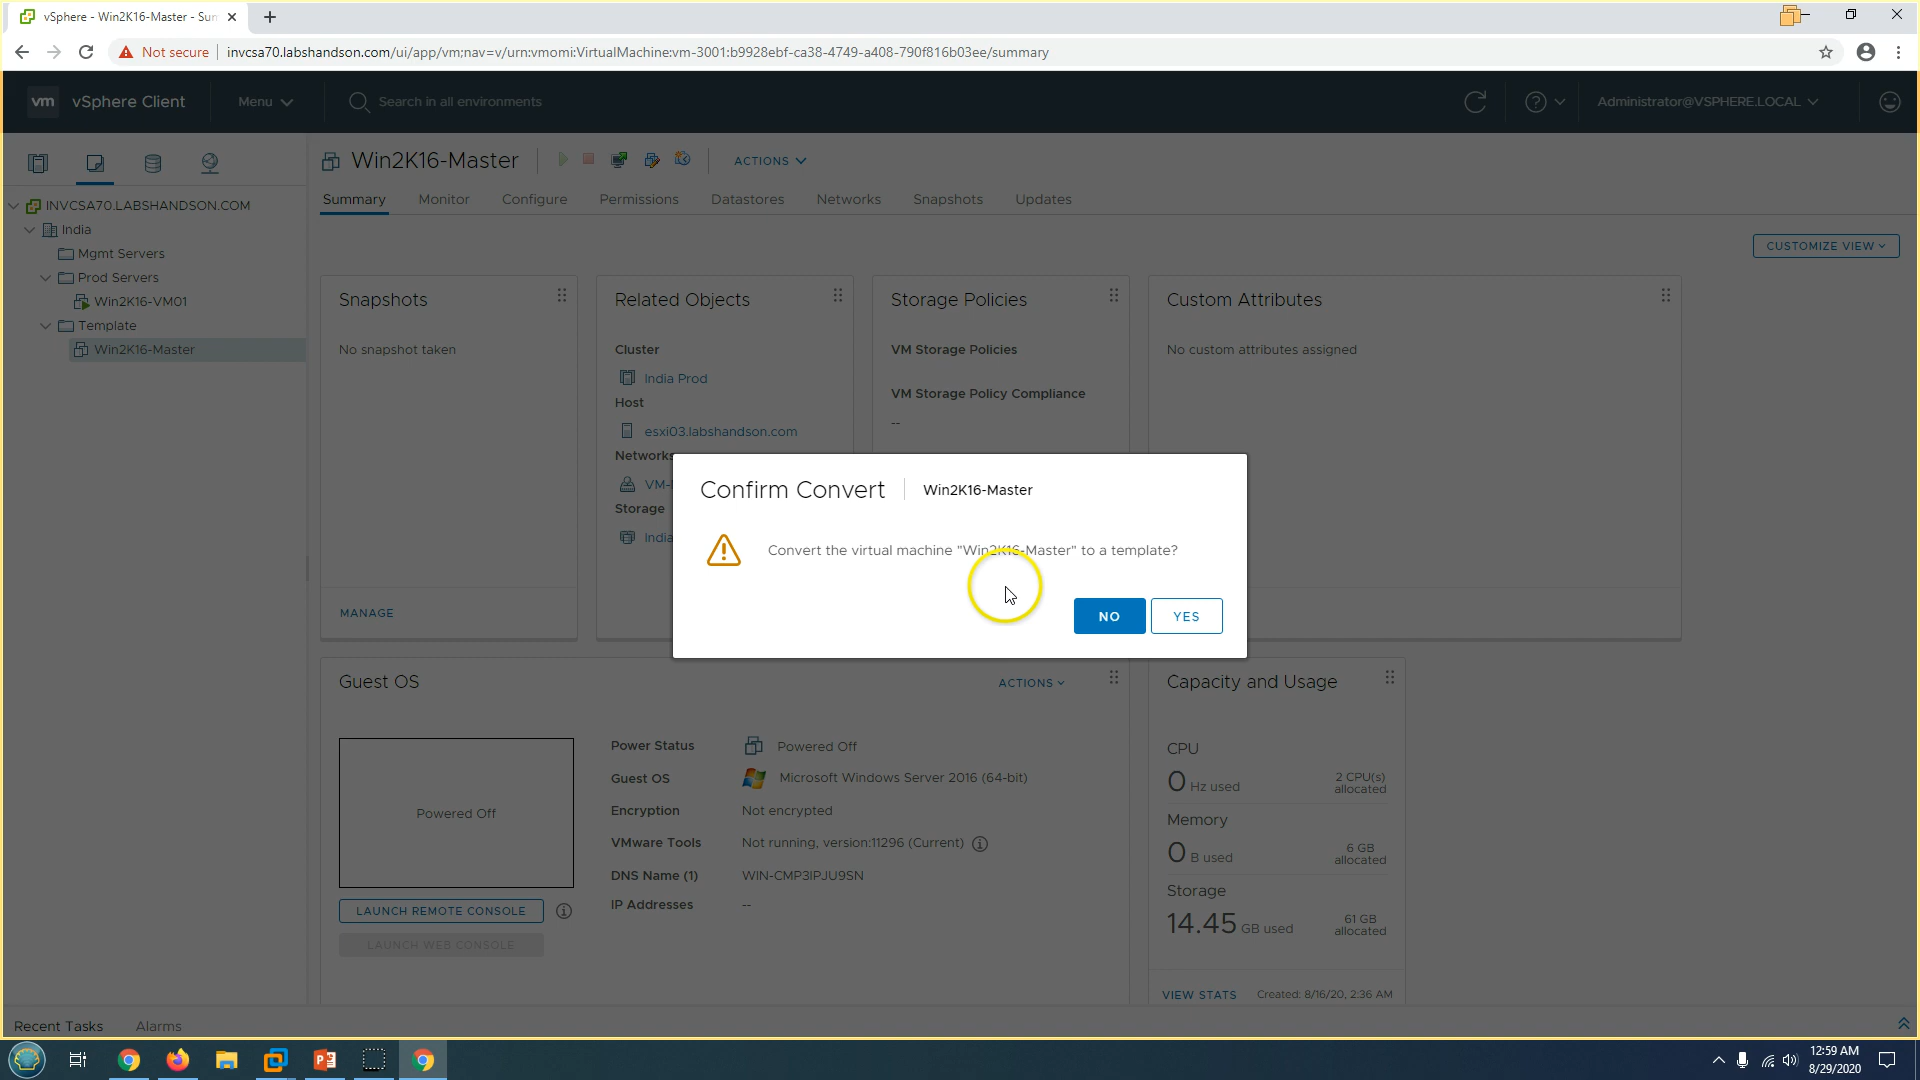 vSphere - Win2K16-Master - Sun
Not secure
invcsa70.labshandson.com/ui/app/vm;nav=v/urn:vmomi:VirtualMachine:vm-3001:b9928ebf-ca38-4749-a408-790f816b03ee/summary
vm vSphere Client
Menu
Search in all environments
Administrator@VSPHERE.LOCAL
Win2K16-Master
ACTIONS
Summary
Monitor
Configure
Permissions
Datastores
Networks
Snapshots
Updates
INVCSA70.LABSHANDSON.COM
India
Mgmt Servers
Prod Servers
Win2K16-VM01
Template
Win2K16-Master
CUSTOMIZE VIEW
Snapshots
No snapshot taken
MANAGE
Related Objects
Cluster
India Prod
Host
esxi03.labshandson.com
Networks
VM-
Storage
India
Storage Policies
VM Storage Policies
VM Storage Policy Compliance
--
Custom Attributes
No custom attributes assigned
Confirm Convert
Win2K16-Master
Convert the virtual machine "Win2K16-Master" to a template?
NO
YES
Guest OS
ACTIONS
Powered Off
LAUNCH REMOTE CONSOLE
LAUNCH WEB CONSOLE
Power Status
Powered Off
Guest OS
Microsoft Windows Server 2016 (64-bit)
Encryption
Not encrypted
VMware Tools
Not running, version:11296 (Current)
DNS Name (1)
WIN-CMP3IPJU9SN
IP Addresses
--
Capacity and Usage
CPU
0 Hz used
2 CPU(s)
allocated
Memory
0 B used
6 GB
allocated
Storage
14.45 GB used
61 GB
allocated
VIEW STATS
Created: 8/16/20, 2:36 AM
Recent Tasks
Alarms
12:59 AM
8/29/2020